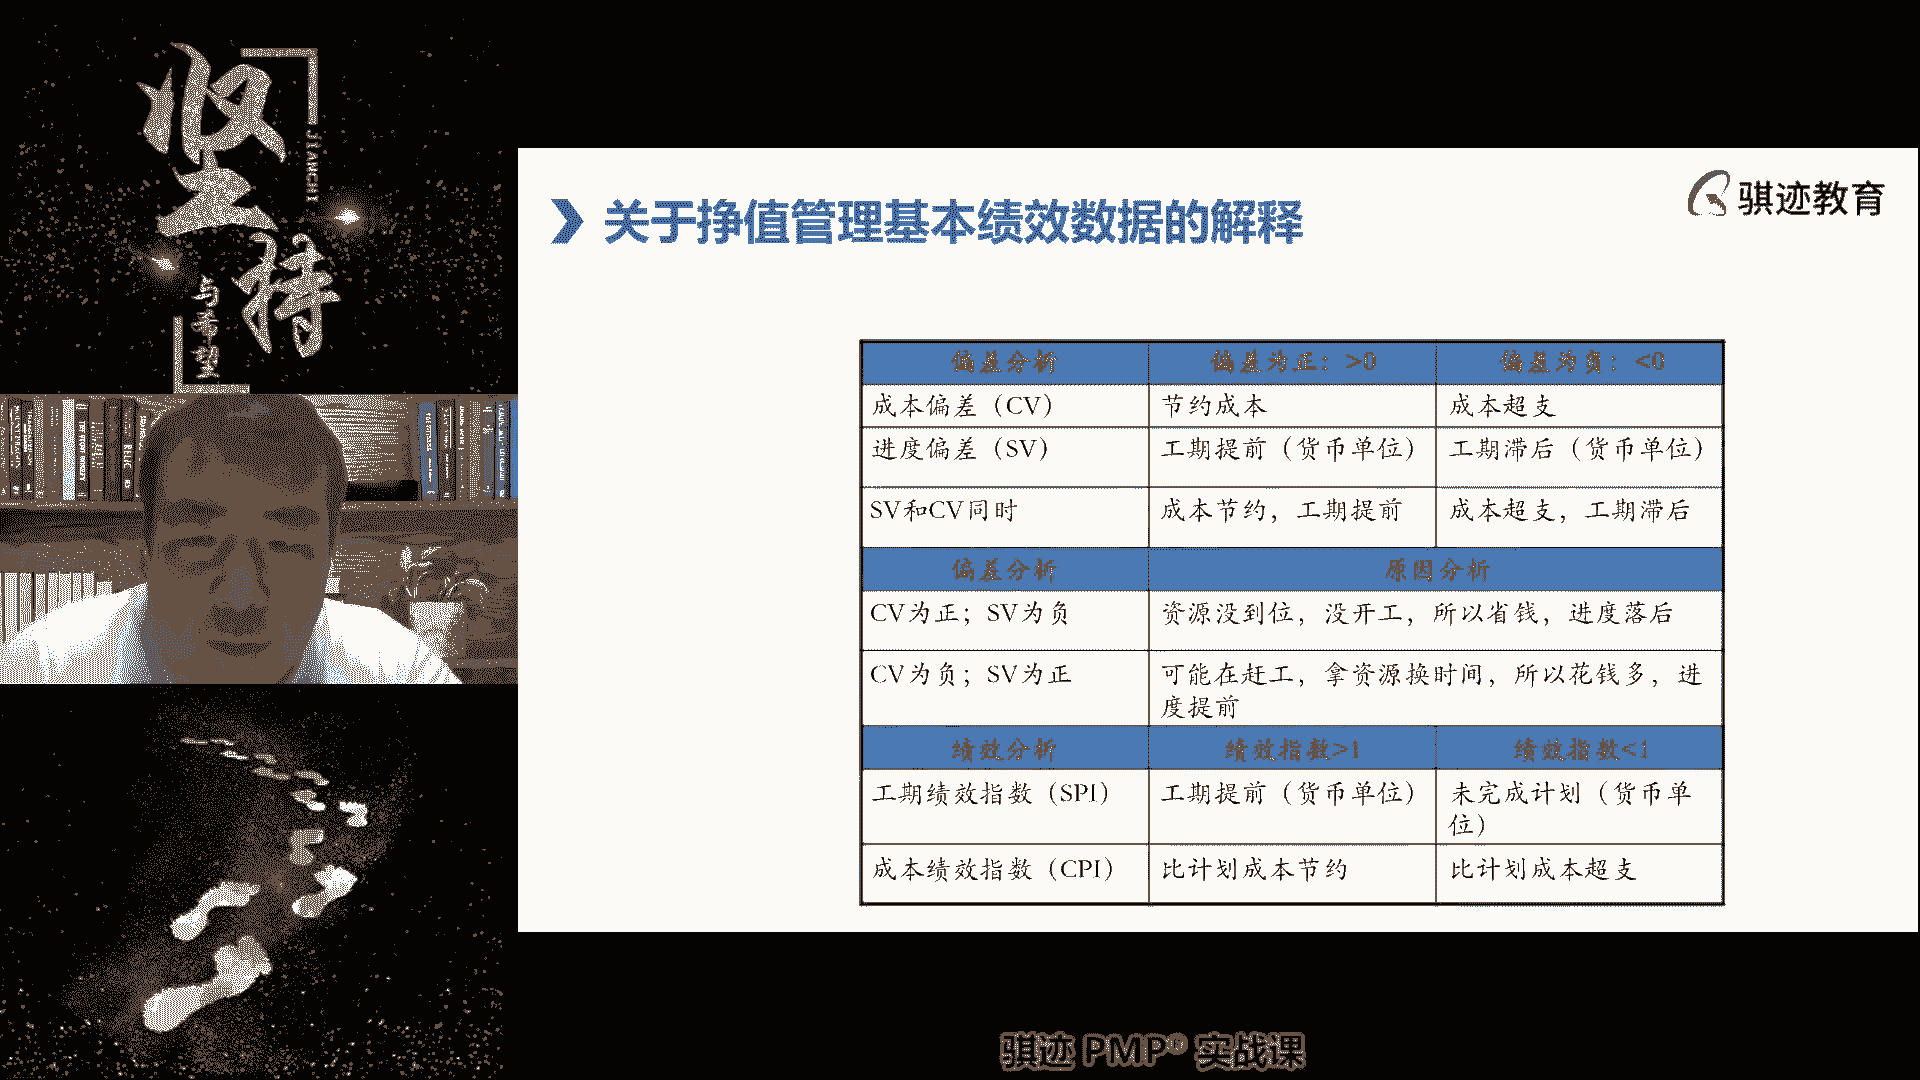 坚持
JIANCHI
与希望
RELIC
骐迹教育
关于挣值管理基本绩效数据的解释
偏差分析 偏差为正：>0 偏差为负：<0
成本偏差（CV） 节约成本 成本超支
进度偏差（SV） 工期提前（货币单位） 工期滞后（货币单位）
SV和CV同时 成本节约，工期提前 成本超支，工期滞后
偏差分析 原因分析
CV为正；SV为负 资源没到位，没开工，所以省钱，进度落后
CV为负；SV为正 可能在赶工，拿资源换时间，所以花钱多，进
度提前
绩效分析 绩效指数>1 绩效指数<1
工期绩效指数（SPI） 工期提前（货币单位） 未完成计划（货币单
位）
成本绩效指数（CPI） 比计划成本节约 比计划成本超支
骐迹 PMP® 实战课